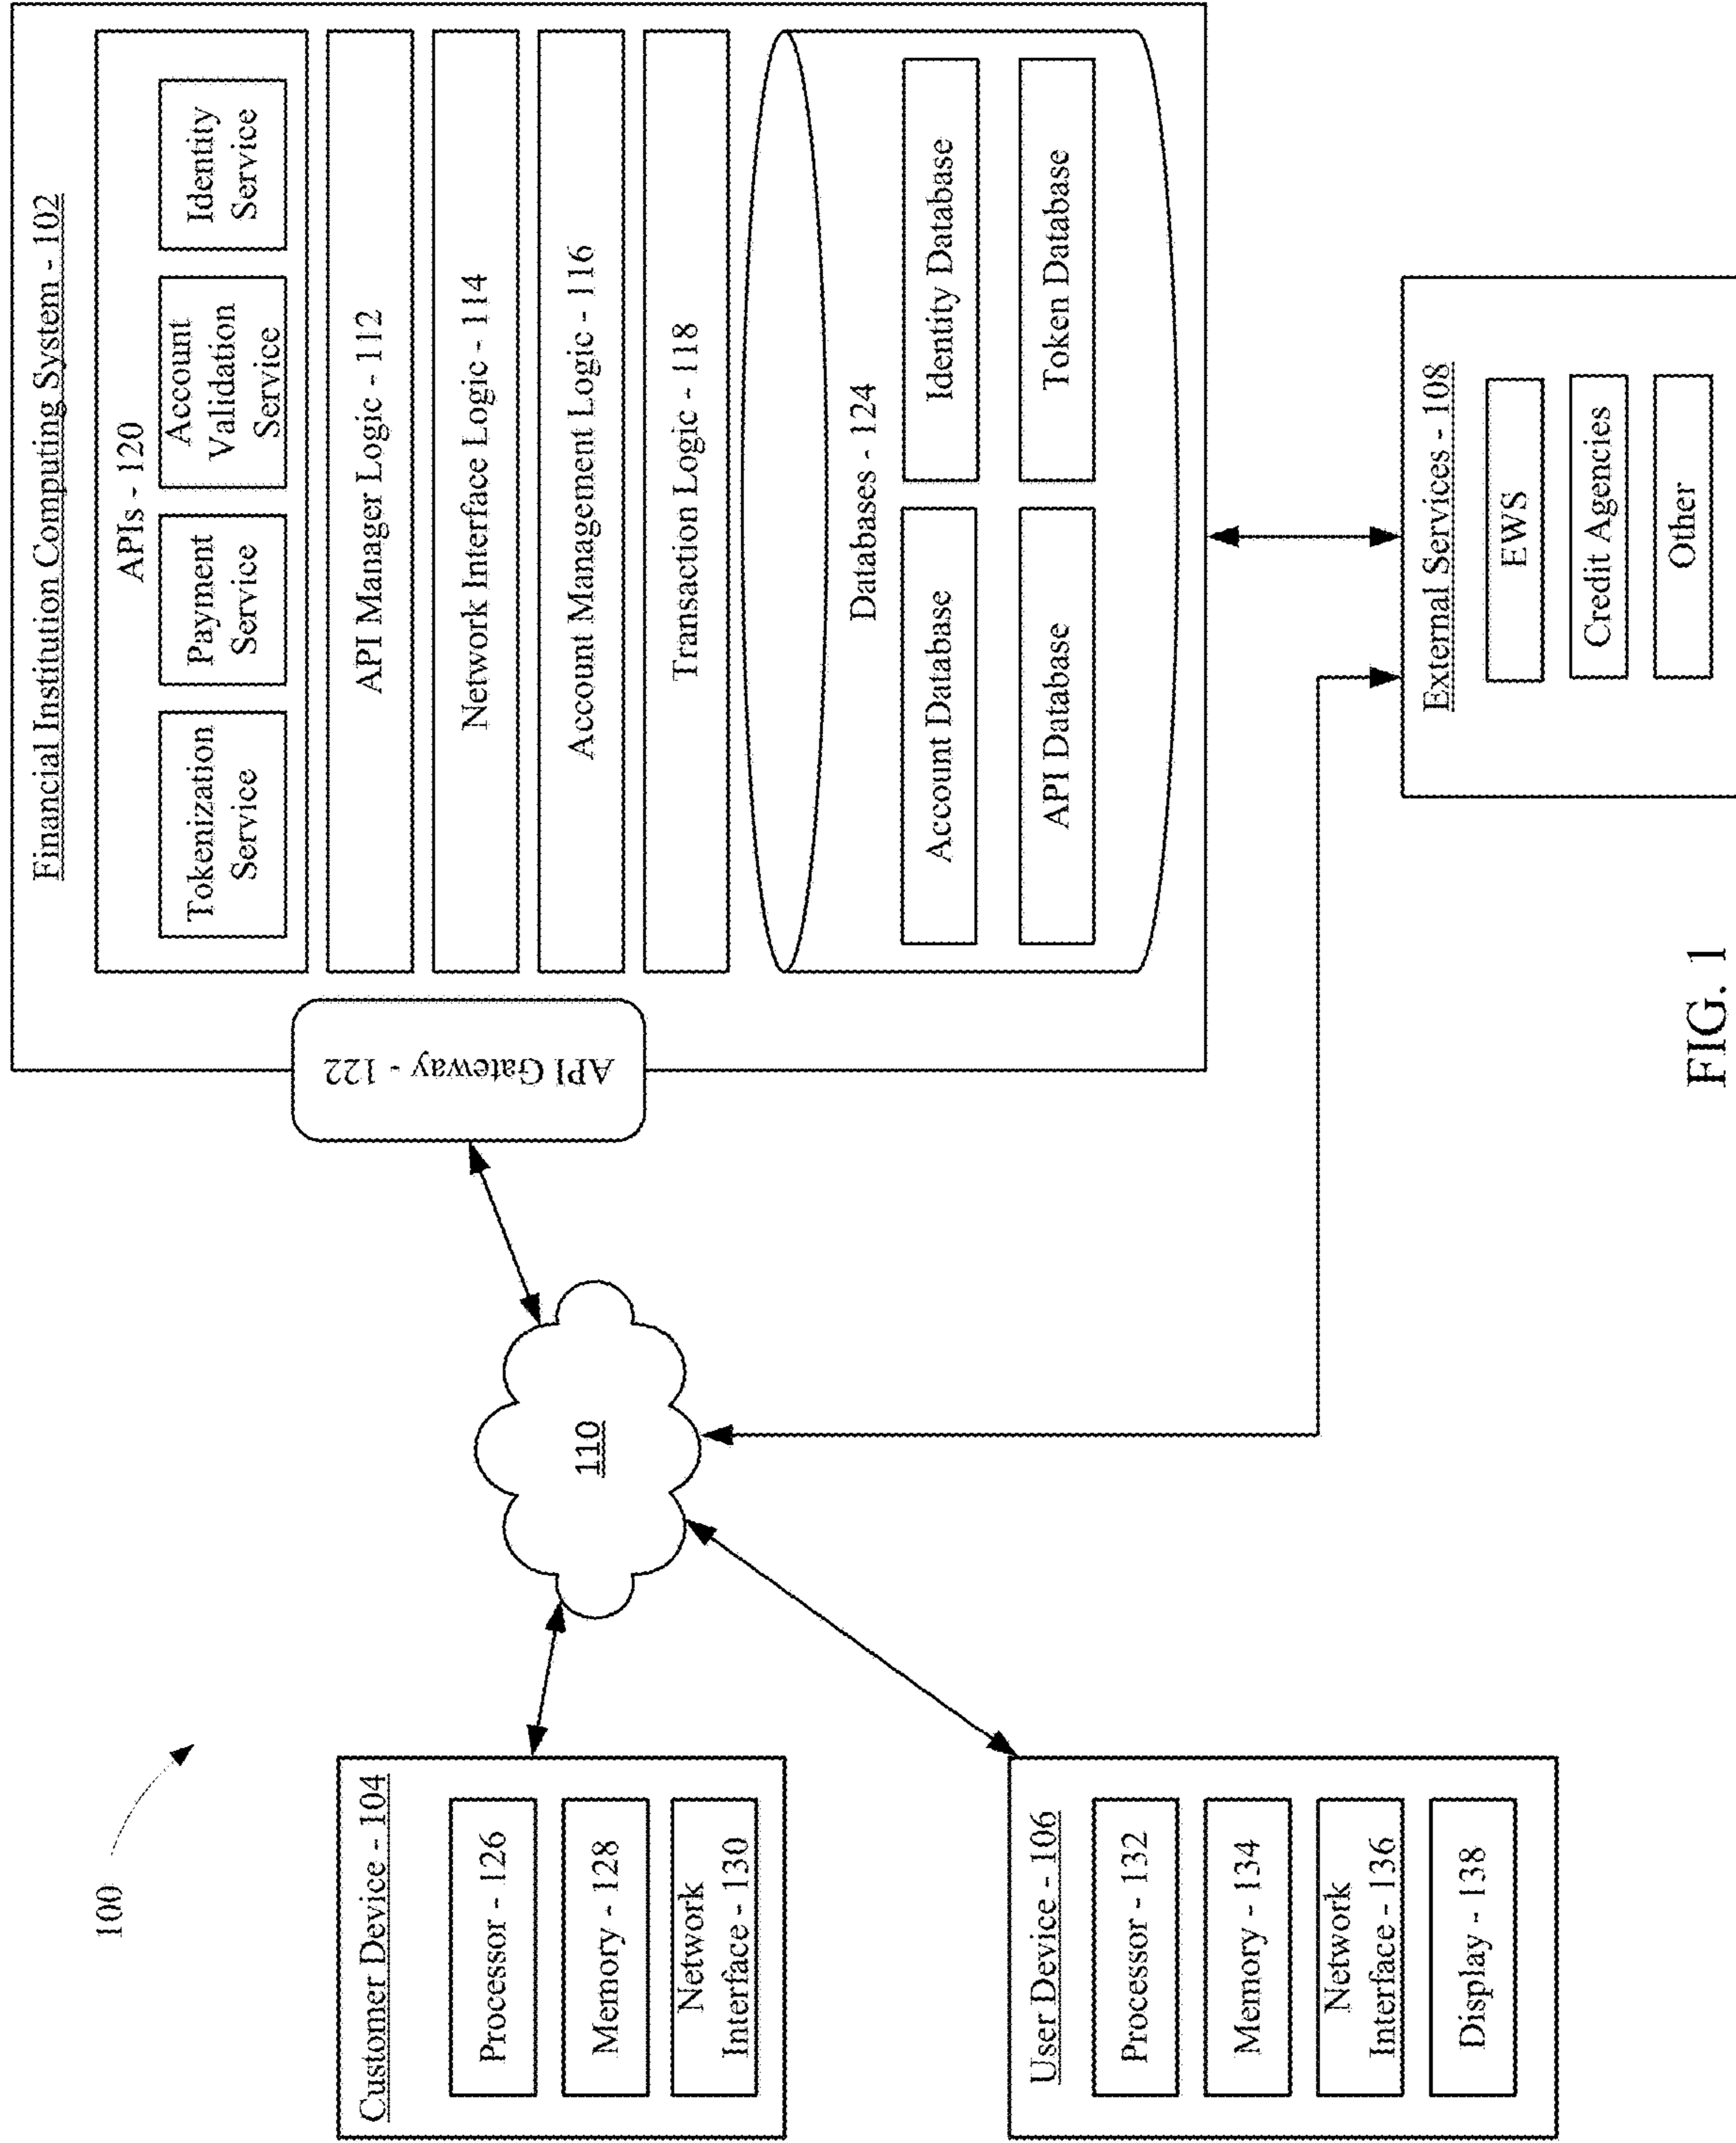 100
Customer Device - 104
Processor - 126
Memory - 128
Network
Interface - 130
User Device - 106
Processor - 132
Memory - 134
Network
Interface - 136
Display - 138
110
API Gateway - 122
Financial Institution Computing System - 102
APIs - 120
Tokenization
Service
Payment
Service
Account
Validation
Service
Identity
Service
API Manager Logic - 112
Network Interface Logic - 114
Account Management Logic - 116
Transaction Logic - 118
Databases - 124
Account Database
Identity Database
API Database
Token Database
External Services - 108
EWS
Credit Agencies
Other
FIG. 1